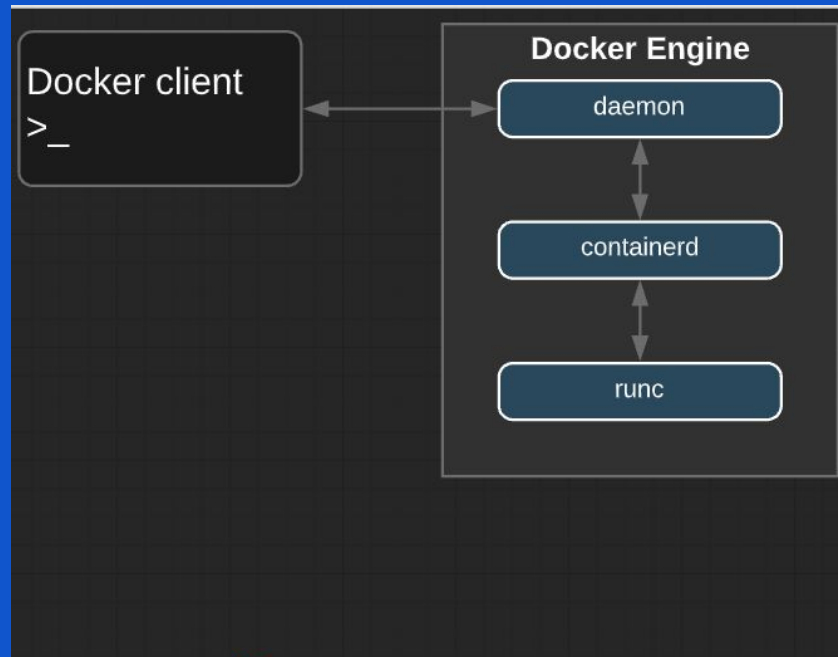 Docker client
>_
Docker Engine
daemon
containerd
runc